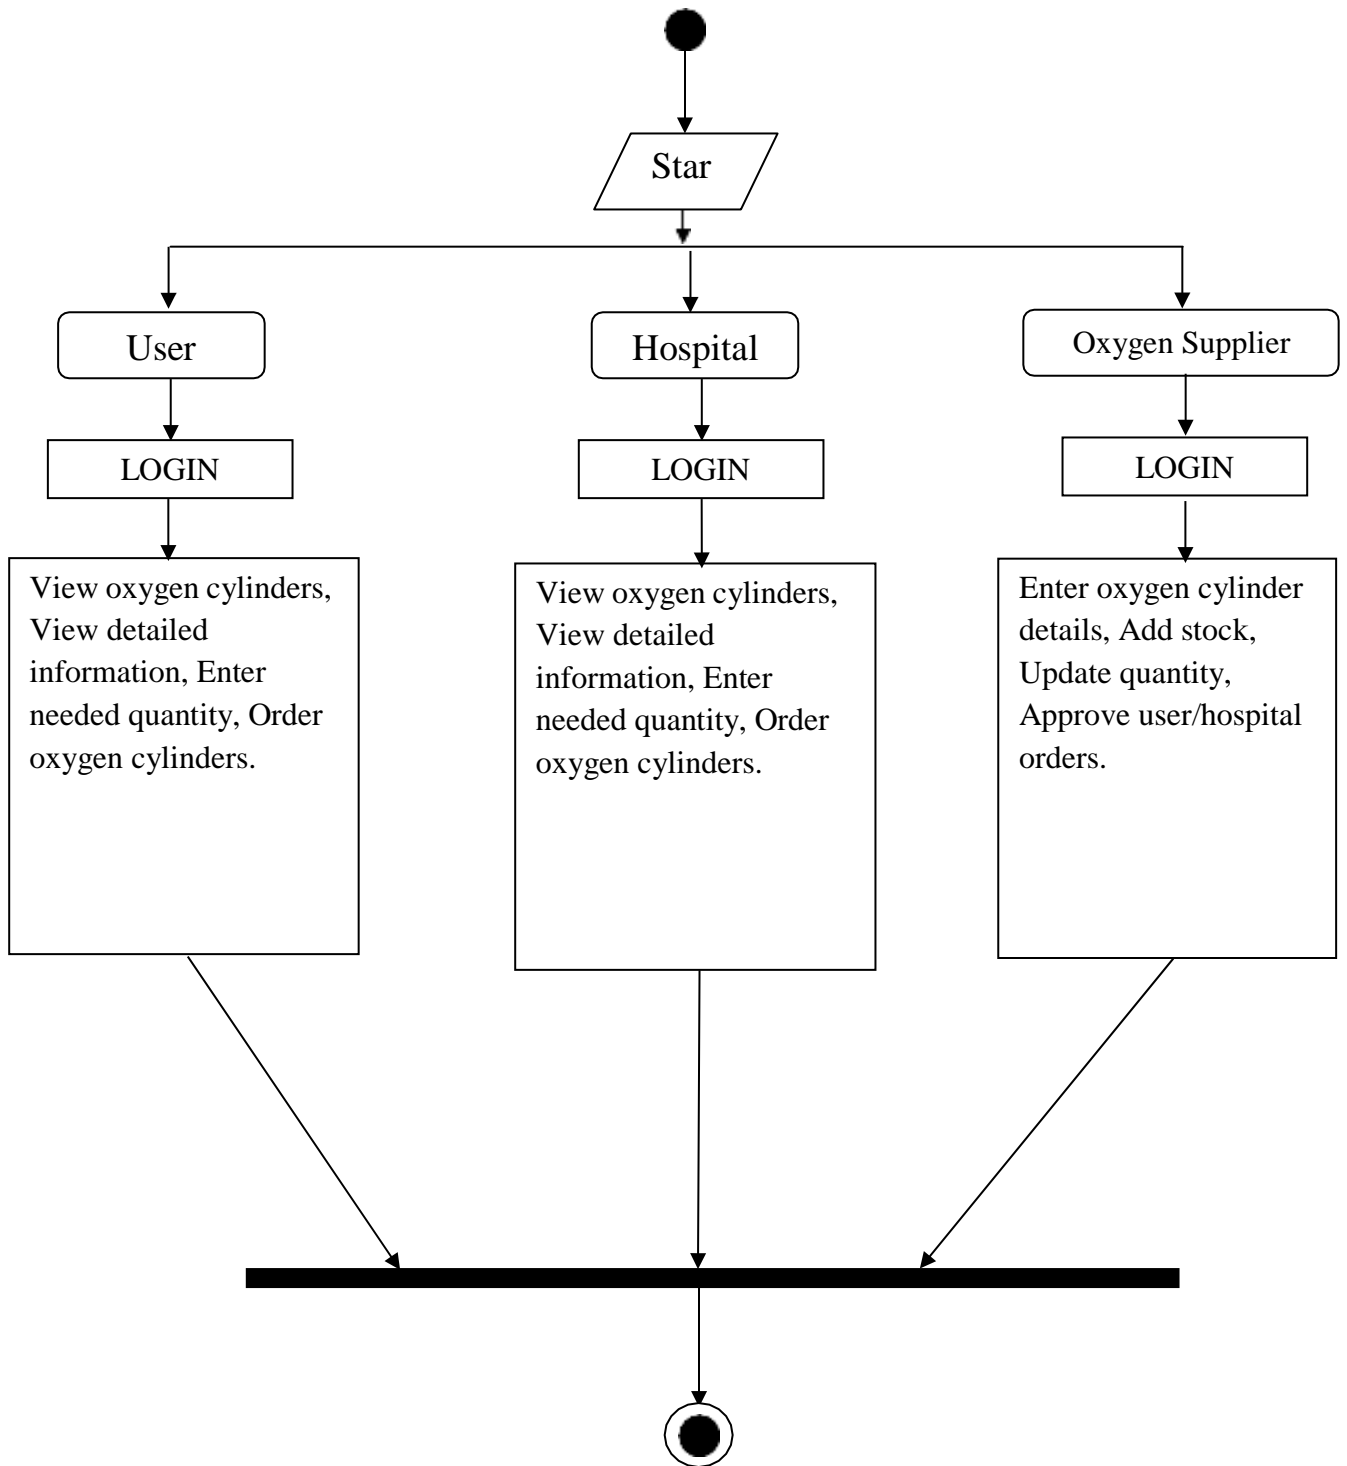 Star
User
Hospital
Oxygen Supplier
LOGIN
LOGIN
LOGIN
View oxygen cylinders,
View detailed
information, Enter
needed quantity, Order
oxygen cylinders.
View oxygen cylinders,
View detailed
information, Enter
needed quantity, Order
oxygen cylinders.
Enter oxygen cylinder
details, Add stock,
Update quantity,
Approve user/hospital
orders.